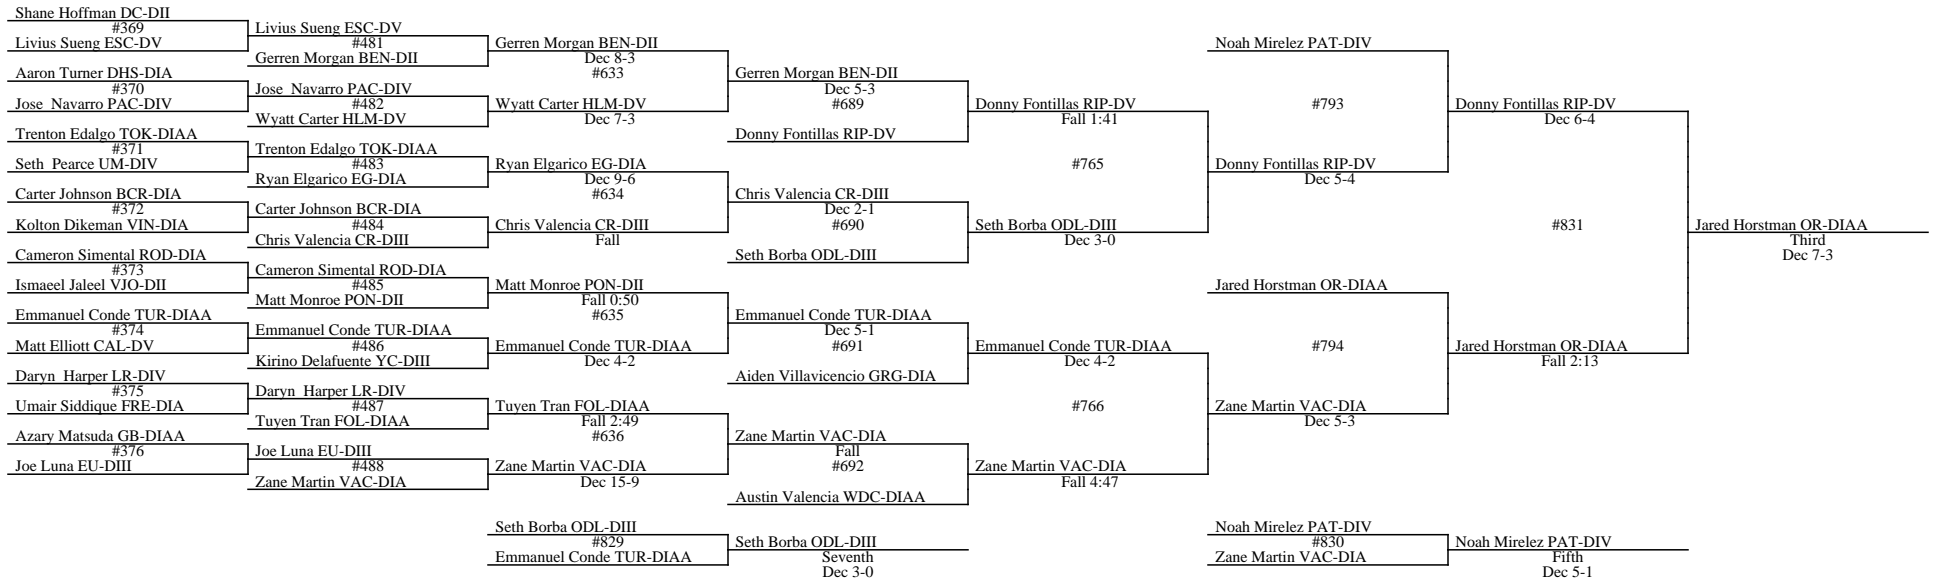 Shane Hoffman DC-DII
#369
Livius Sueng ESC-DV
Aaron Turner DHS-DIA
#370
Jose Navarro PAC-DIV
Trenton Edalgo TOK-DIAA
#371
Seth Pearce UM-DIV
Carter Johnson BCR-DIA
#372
Kolton Dikeman VIN-DIA
Cameron Simental ROD-DIA
#373
Ismaeel Jaleel VJO-DII
Emmanuel Conde TUR-DIAA
#374
Matt Elliott CAL-DV
Daryn Harper LR-DIV
#375
Umair Siddique FRE-DIA
Azary Matsuda GB-DIAA
#376
Joe Luna EU-DIII
Livius Sueng ESC-DV
#481
Gerren Morgan BEN-DII
Jose Navarro PAC-DIV
#482
Wyatt Carter HLM-DV
Trenton Edalgo TOK-DIAA
#483
Ryan Elgarico EG-DIA
Carter Johnson BCR-DIA
#484
Chris Valencia CR-DIII
Cameron Simental ROD-DIA
#485
Matt Monroe PON-DII
Emmanuel Conde TUR-DIAA
#486
Kirino Delafuente YC-DIII
Daryn Harper LR-DIV
#487
Tuyen Tran FOL-DIAA
Joe Luna EU-DIII
#488
Zane Martin VAC-DIA
Gerren Morgan BEN-DII
Dec 8-3
#633
Wyatt Carter HLM-DV
Dec 7-3
Ryan Elgarico EG-DIA
Dec 9-6
#634
Chris Valencia CR-DIII
Fall
Matt Monroe PON-DII
Fall 0:50
#635
Emmanuel Conde TUR-DIAA
Dec 4-2
Tuyen Tran FOL-DIAA
Fall 2:49
#636
Zane Martin VAC-DIA
Dec 15-9
Gerren Morgan BEN-DII
Dec 5-3
#689
Donny Fontillas RIP-DV
Chris Valencia CR-DIII
Dec 2-1
#690
Seth Borba ODL-DIII
Emmanuel Conde TUR-DIAA
Dec 5-1
#691
Aiden Villavicencio GRG-DIA
Zane Martin VAC-DIA
Fall
#692
Austin Valencia WDC-DIAA
Donny Fontillas RIP-DV
Fall 1:41
#765
Seth Borba ODL-DIII
Dec 3-0
Emmanuel Conde TUR-DIAA
Dec 4-2
#766
Zane Martin VAC-DIA
Fall 4:47
Noah Mirelez PAT-DIV
#793
Donny Fontillas RIP-DV
Dec 5-4
Jared Horstman OR-DIAA
#794
Zane Martin VAC-DIA
Dec 5-3
Donny Fontillas RIP-DV
Dec 6-4
#831
Jared Horstman OR-DIAA
Fall 2:13
Jared Horstman OR-DIAA
Third
Dec 7-3
Seth Borba ODL-DIII
#829
Emmanuel Conde TUR-DIAA
Seth Borba ODL-DIII
Seventh
Dec 3-0
Noah Mirelez PAT-DIV
#830
Zane Martin VAC-DIA
Noah Mirelez PAT-DIV
Fifth
Dec 5-1